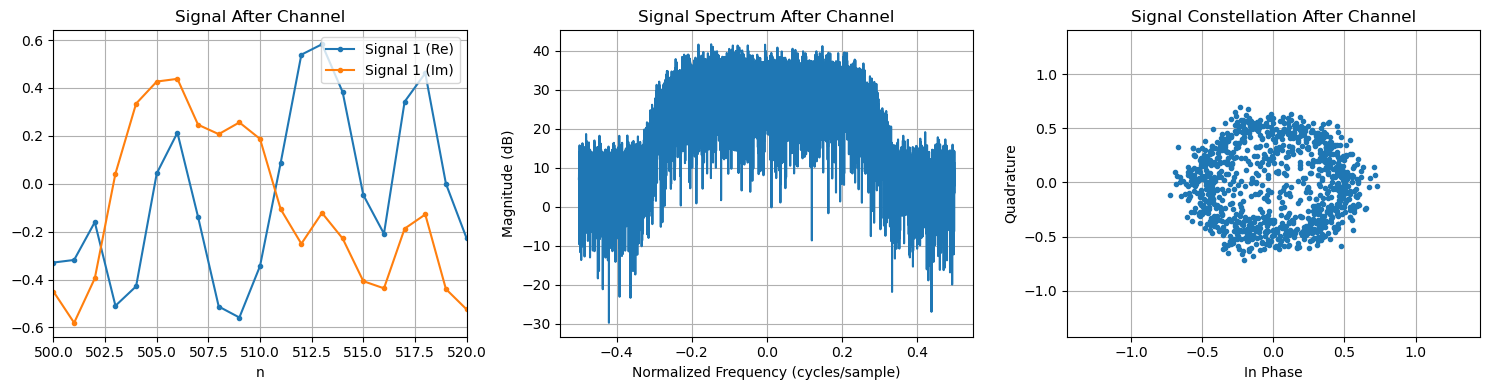 Signal After Channel
Signal 1 (Re)
Signal 1 (Im)
0.6
0.4
0.2
0.0
−0.2
−0.4
−0.6
500.0 502.5 505.0 507.5 510.0 512.5 515.0 517.5 520.0
n
Signal Spectrum After Channel
Magnitude (dB)
40
30
20
10
0
−10
−20
−30
−0.4 −0.2 0.0 0.2 0.4
Normalized Frequency (cycles/sample)
Signal Constellation After Channel
Quadrature
1.0
0.5
0.0
−0.5
−1.0
−1.0 −0.5 0.0 0.5 1.0
In Phase